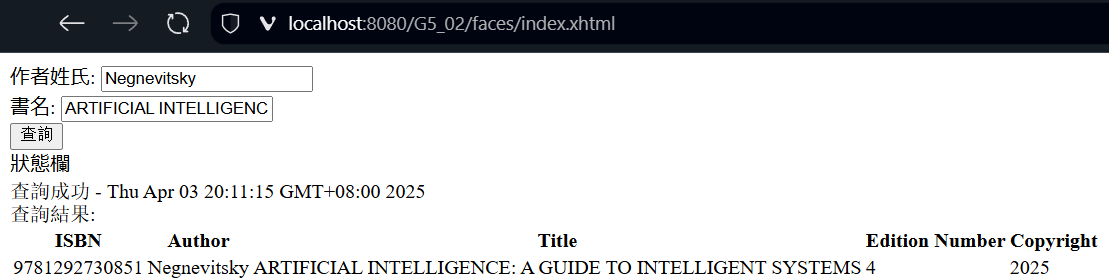 localhost:8080/G5_02/faces/index.xhtml
作者姓氏: Negnevitsky
書名: ARTIFICIAL INTELLIGENC
查詢
狀態欄
查詢成功 - Thu Apr 03 20:11:15 GMT+08:00 2025
查詢結果:
ISBN Author Title Edition Number Copyright
9781292730851 Negnevitsky ARTIFICIAL INTELLIGENCE: A GUIDE TO INTELLIGENT SYSTEMS 4 2025